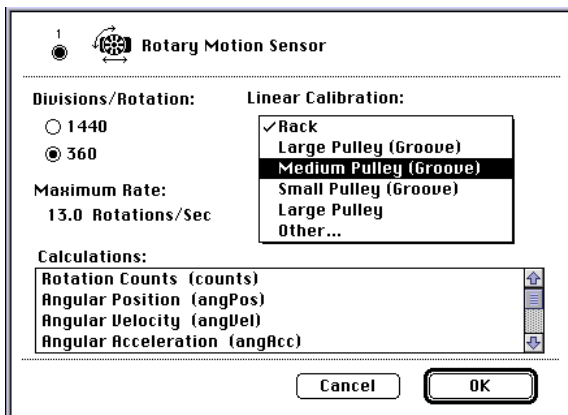 1
Rotary Motion Sensor
Divisions/Rotation:
1440
360
Maximum Rate:
13.0 Rotations/Sec
Linear Calibration:
✓Rack
Large Pulley (Groove)
Medium Pulley (Groove)
Small Pulley (Groove)
Large Pulley
Other...
Calculations:
Rotation Counts (counts)
Angular Position (angPos)
Angular Velocity (angVel)
Angular Acceleration (angAcc)
Cancel
OK